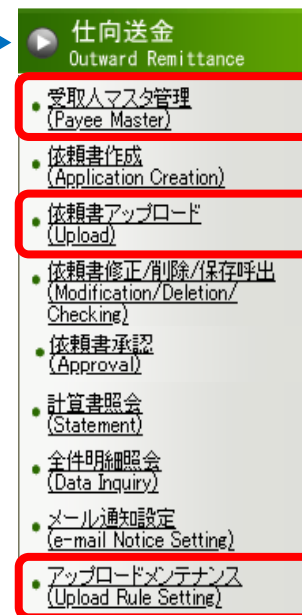 仕向送金
Outward Remittance
受取人マスタ管理
(Payee Master)
依頼書作成
(Application Creation)
依頼書アップロード
(Upload)
依頼書修正/削除/保存呼出
(Modification/Deletion/
Checking)
依頼書承認
(Approval)
計算書照会
(Statement)
全件明細照会
(Data Inquiry)
メール通知設定
(e-mail Notice Setting)
アップロードメンテナンス
(Upload Rule Setting)